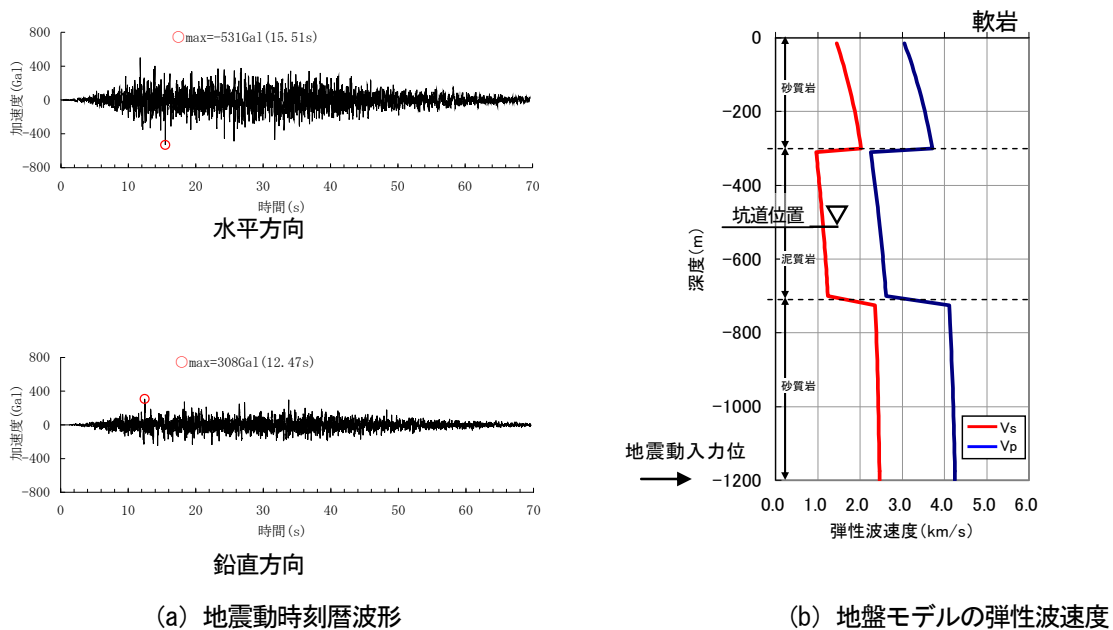 800
400
0
-400
-800
加速度(Gal)
○max=-531Gal(15.51s)
0 10 20 30 40 50 60 70
時間(s)
水平方向
800
400
0
-400
-800
加速度(Gal)
○max=308Gal(12.47s)
0 10 20 30 40 50 60 70
時間(s)
鉛直方向
(a) 地震動時刻暦波形
軟岩
0
-200
-400
-600
-800
-1000
-1200
深度(m)
砂質岩
坑道位置
泥質岩
砂質岩
Vs
Vp
地震動入力位
0.0 1.0 2.0 3.0 4.0 5.0 6.0
弾性波速度(km/s)
(b) 地盤モデルの弾性波速度